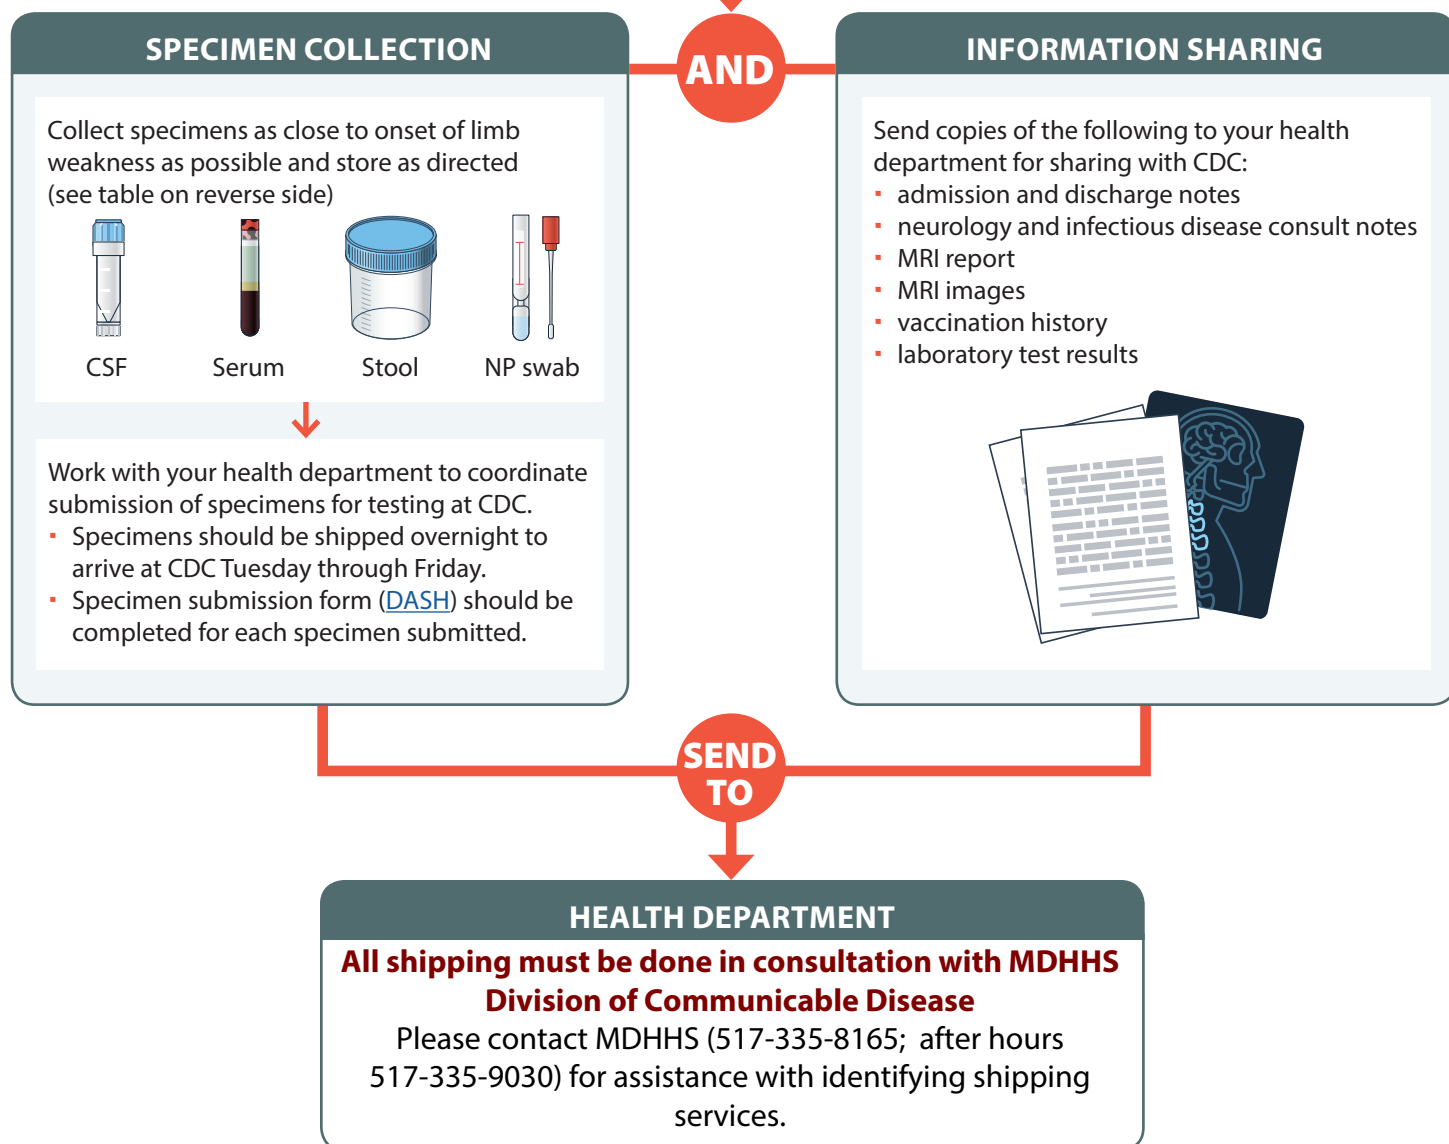 SPECIMEN COLLECTION
Collect specimens as close to onset of limb
weakness as possible and store as directed
(see table on reverse side)
CSF
Serum
Stool
NP swab
Work with your health department to coordinate
submission of specimens for testing at CDC.
▪ Specimens should be shipped overnight to
arrive at CDC Tuesday through Friday.
▪ Specimen submission form (DASH) should be
completed for each specimen submitted.
AND
INFORMATION SHARING
Send copies of the following to your health
department for sharing with CDC:
▪ admission and discharge notes
▪ neurology and infectious disease consult notes
▪ MRI report
▪ MRI images
▪ vaccination history
▪ laboratory test results
SEND
TO
HEALTH DEPARTMENT
All shipping must be done in consultation with MDHHS
Division of Communicable Disease
Please contact MDHHS (517-335-8165; after hours
517-335-9030) for assistance with identifying shipping
services.